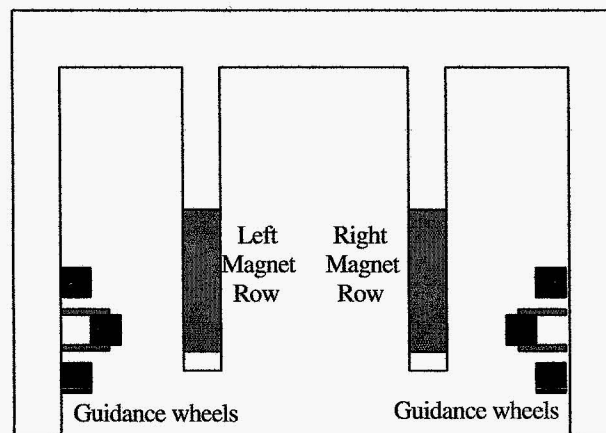 Left
Magnet
Row
Right
Magnet
Row
Guidance wheels
Guidance wheels